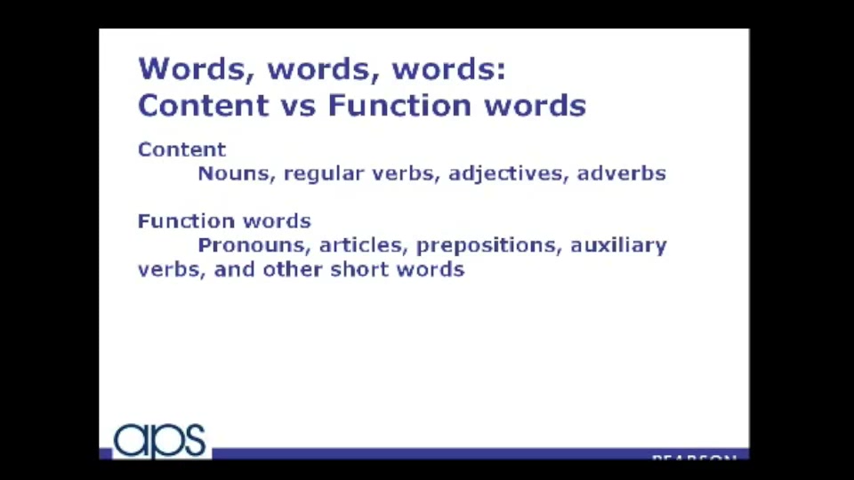 Words, words, words:
Content vs Function words
Content
Nouns, regular verbs, adjectives, adverbs
Function words
Pronouns, articles, prepositions, auxiliary
verbs, and other short words
aps
PEARSON